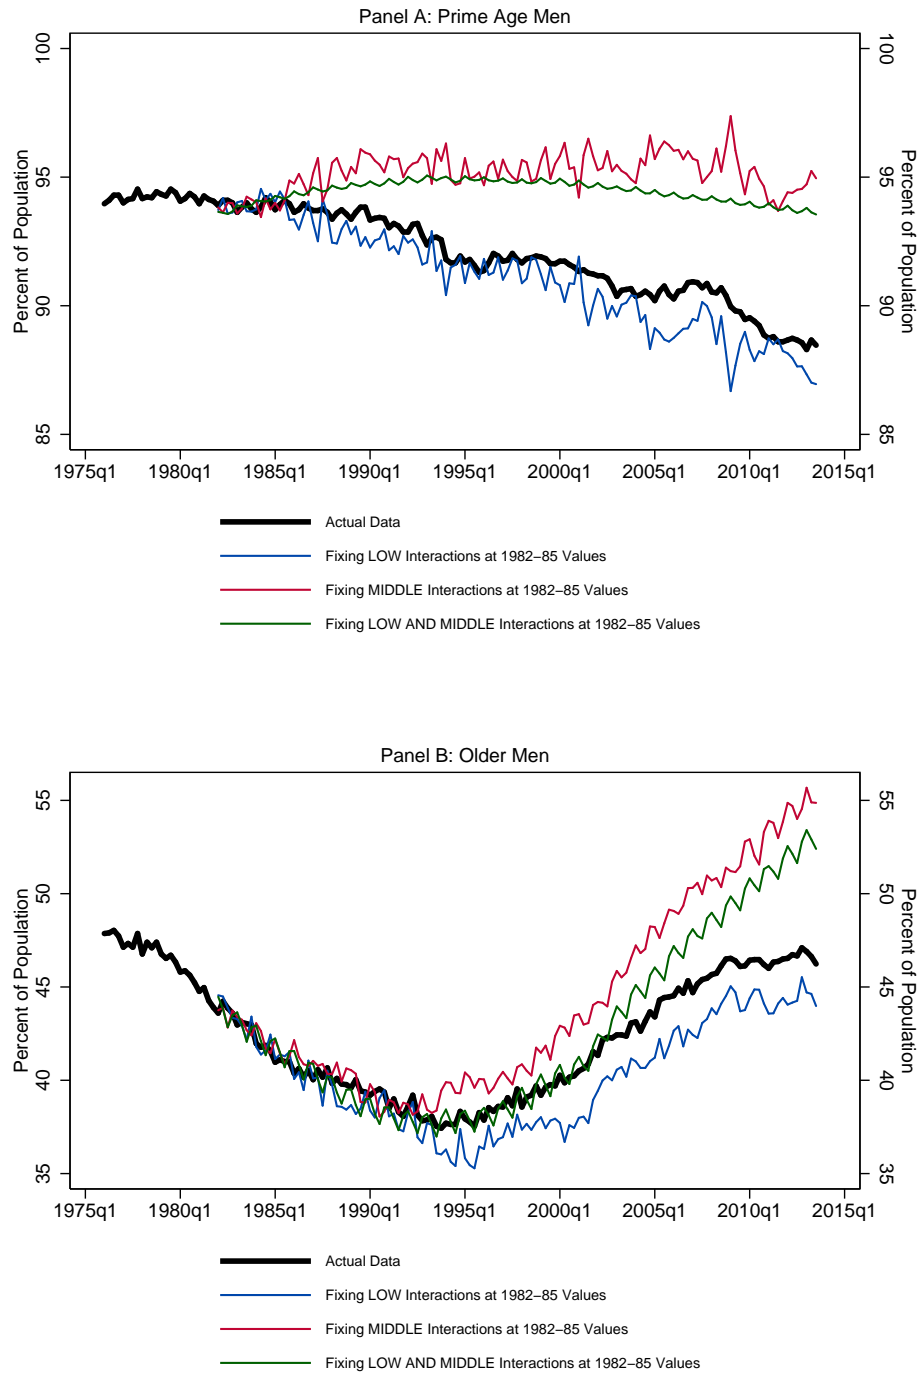 Panel A: Prime Age Men
Percent of Population
Percent of Population
100
95
90
85
100
95
90
85
1975q1 1980q1 1985q1 1990q1 1995q1 2000q1 2005q1 2010q1 2015q1
Actual Data
Fixing LOW Interactions at 1982−85 Values
Fixing MIDDLE Interactions at 1982−85 Values
Fixing LOW AND MIDDLE Interactions at 1982−85 Values
Panel B: Older Men
Percent of Population
Percent of Population
55
50
45
40
35
55
50
45
40
35
1975q1 1980q1 1985q1 1990q1 1995q1 2000q1 2005q1 2010q1 2015q1
Actual Data
Fixing LOW Interactions at 1982−85 Values
Fixing MIDDLE Interactions at 1982−85 Values
Fixing LOW AND MIDDLE Interactions at 1982−85 Values